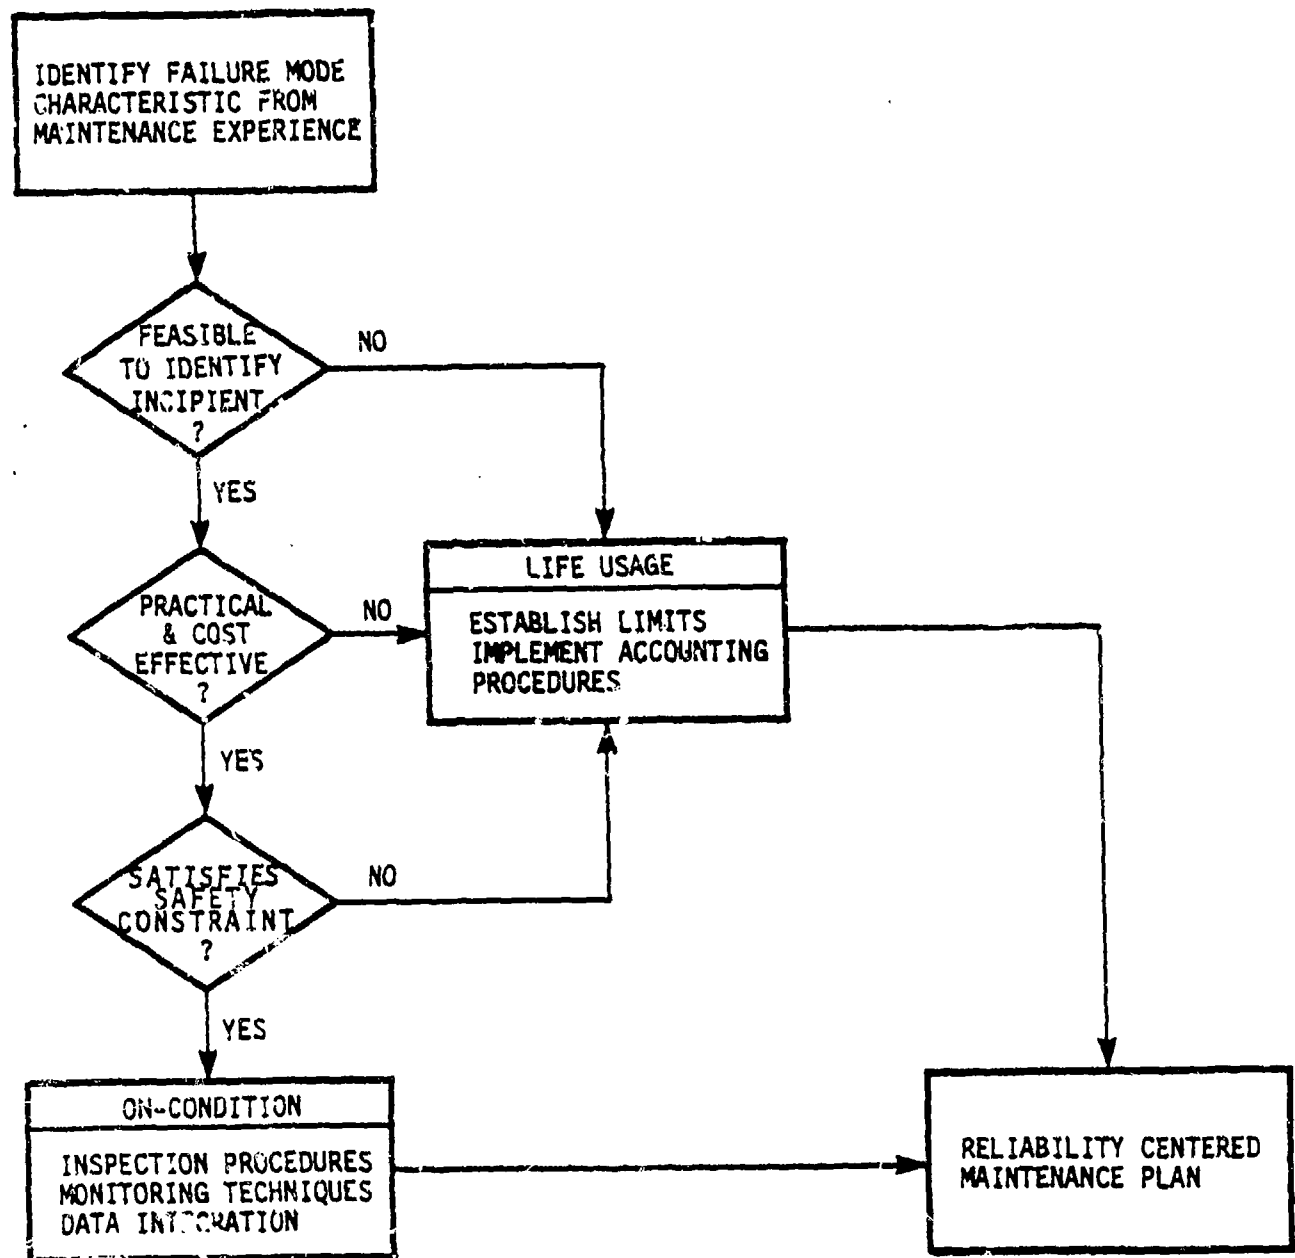 IDENTIFY FAILURE MODE
CHARACTERISTIC FROM
MAINTENANCE EXPERIENCE
FEASIBLE
TO IDENTIFY
INCIPIENT
?
NO
YES
PRACTICAL
& COST
EFFECTIVE
?
NO
LIFE USAGE
ESTABLISH LIMITS
IMPLEMENT ACCOUNTING
PROCEDURES
YES
SATISFIES
SAFETY
CONSTRAINT
?
NO
YES
ON-CONDITION
INSPECTION PROCEDURES
MONITORING TECHNIQUES
DATA INTEGRATION
RELIABILITY CENTERED
MAINTENANCE PLAN